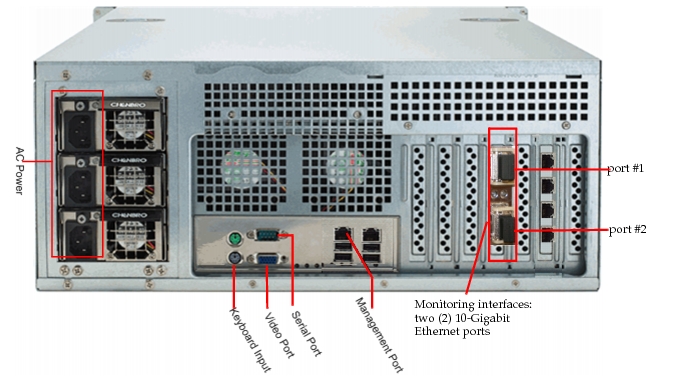 CHENBRO
CHENBRO
CHENBRO
AC Power
port #1
port #2
Keyboard Input
Video Port
Serial Port
Management Port
Monitoring interfaces:
two (2) 10-Gigabit
Ethernet ports